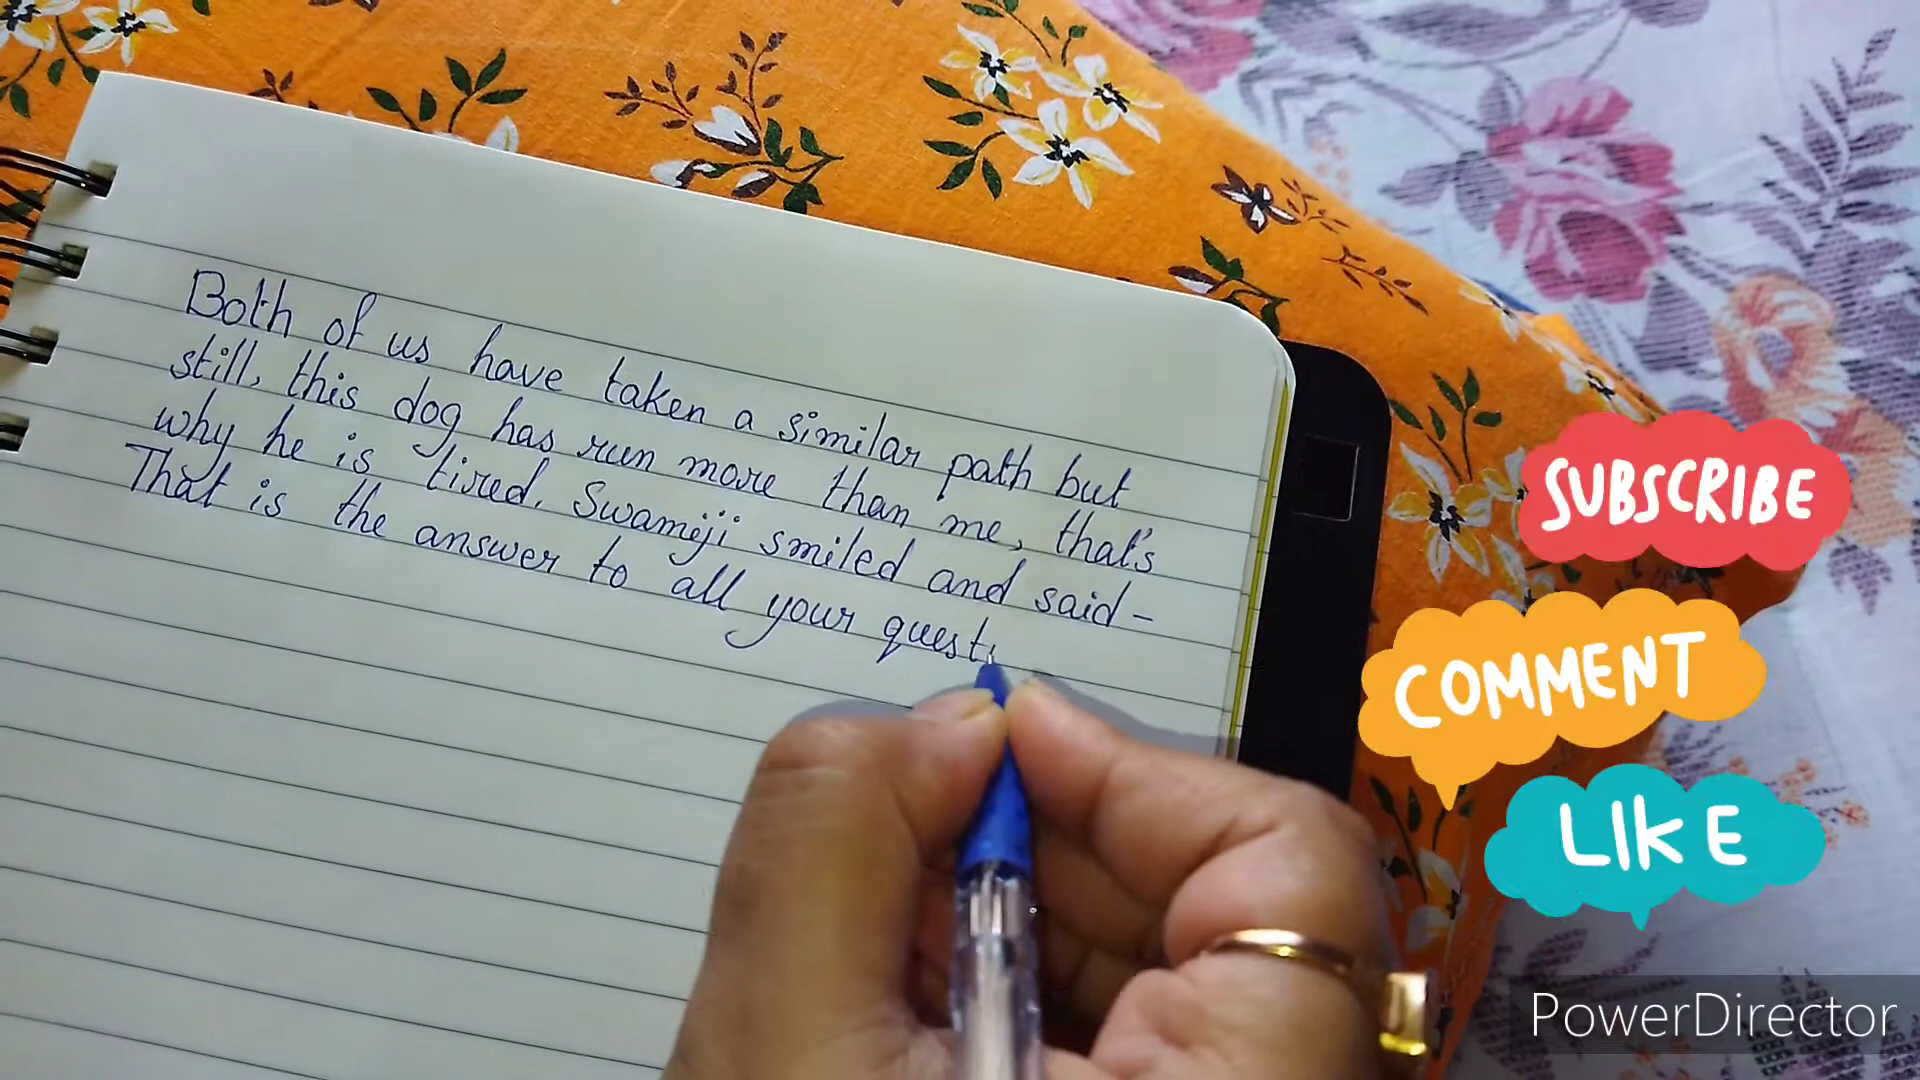 Both of us have taken a similar path but
still, this dog has run more than me, that's
why he is tired. Swamiji smiled and said-
That is the answer to all your questi
SUBSCRIBE
COMMENT
LIKE
PowerDirector